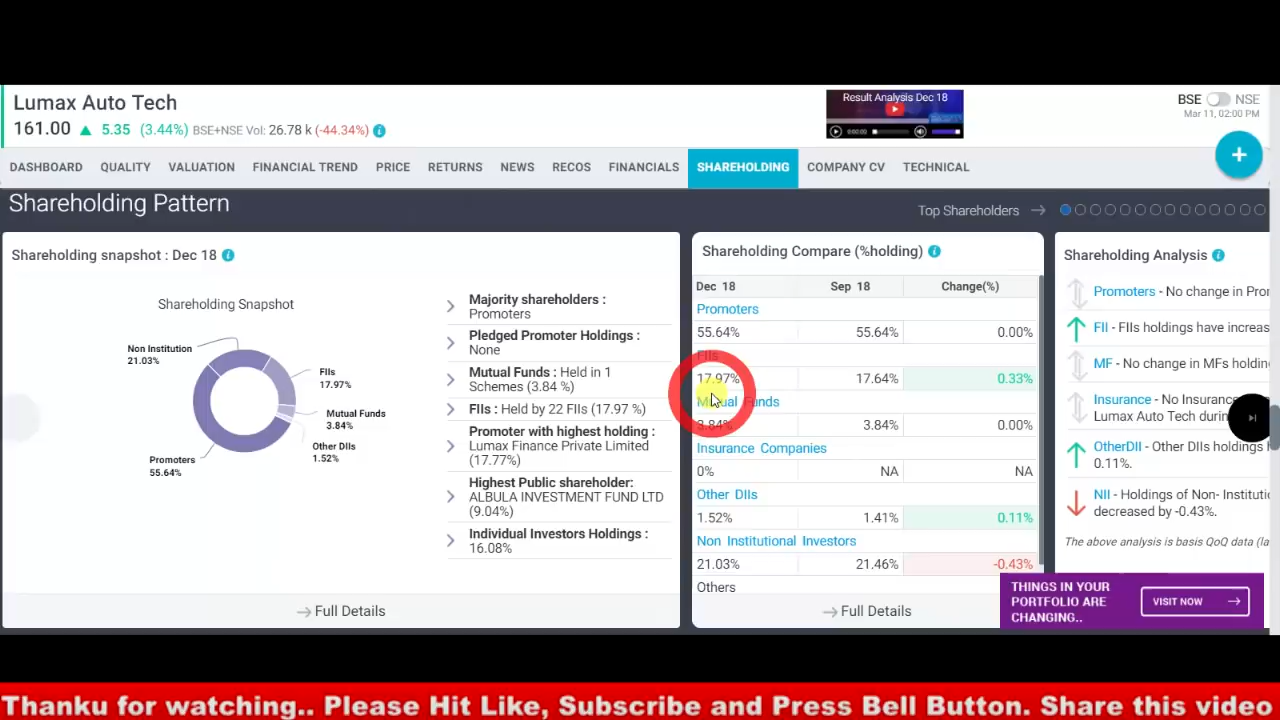 Lumax Auto Tech
161.00 5.35 (3.44%) BSE+NSE Vol: 26.78 k (-44.34%)
Result Analysis Dec 18
0:00:00
BSE NSE
Mar 11, 02:00 PM
+
DASHBOARD QUALITY VALUATION FINANCIAL TREND PRICE RETURNS NEWS RECOS FINANCIALS SHAREHOLDING COMPANY CV TECHNICAL
Shareholding Pattern
Top Shareholders
Shareholding snapshot : Dec 18
Shareholding Snapshot
Non Institution
21.03%
FIIs
17.97%
Mutual Funds
3.84%
Other DIIs
1.52%
Promoters
55.64%
Majority shareholders :
Promoters
Pledged Promoter Holdings :
None
Mutual Funds : Held in 1
Schemes (3.84 %)
FIIs : Held by 22 FIIs (17.97 %)
Promoter with highest holding :
Lumax Finance Private Limited
(17.77%)
Highest Public shareholder:
ALBULA INVESTMENT FUND LTD
(9.04%)
Individual Investors Holdings :
16.08%
Full Details
Shareholding Compare (%holding)
Dec 18 Sep 18 Change(%)
Promoters
55.64% 55.64% 0.00%
FIIs
17.97% 17.64% 0.33%
Mutual Funds
3.84% 3.84% 0.00%
Insurance Companies
0% NA NA
Other DIIs
1.52% 1.41% 0.11%
Non Institutional Investors
21.03% 21.46% -0.43%
Others
Full Details
Shareholding Analysis
Promoters - No change in Pron
FII - FIIs holdings have increas
MF - No change in MFs holdin
Insurance - No Insurance
Lumax Auto Tech durin
OtherDII - Other DIIs holdings h
0.11%.
NII - Holdings of Non- Institutio
decreased by -0.43%.
The above analysis is basis QoQ data (la
THINGS IN YOUR
PORTFOLIO ARE
CHANGING..
VISIT NOW
Thanku for watching.. Please Hit Like, Subscribe and Press Bell Button. Share this video